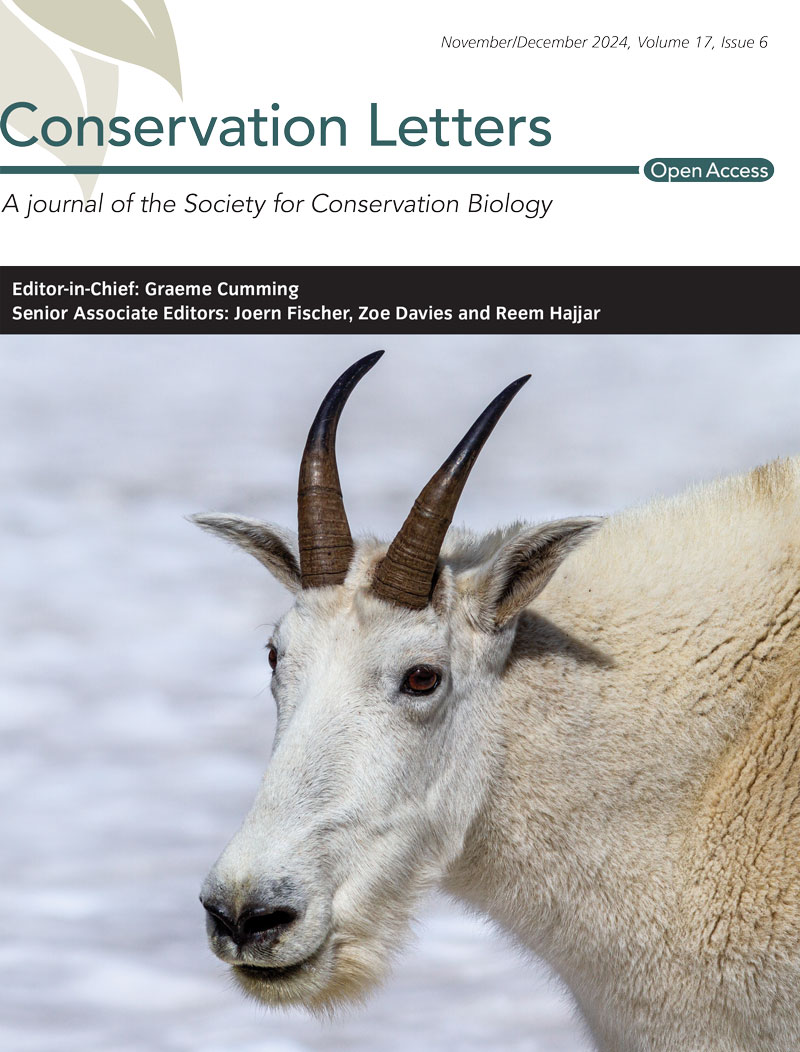 November/December 2024, Volume 17, Issue 6
Conservation Letters
Open Access
A journal of the Society for Conservation Biology
Editor-in-Chief: Graeme Cumming
Senior Associate Editors: Joern Fischer, Zoe Davies and Reem Hajjar